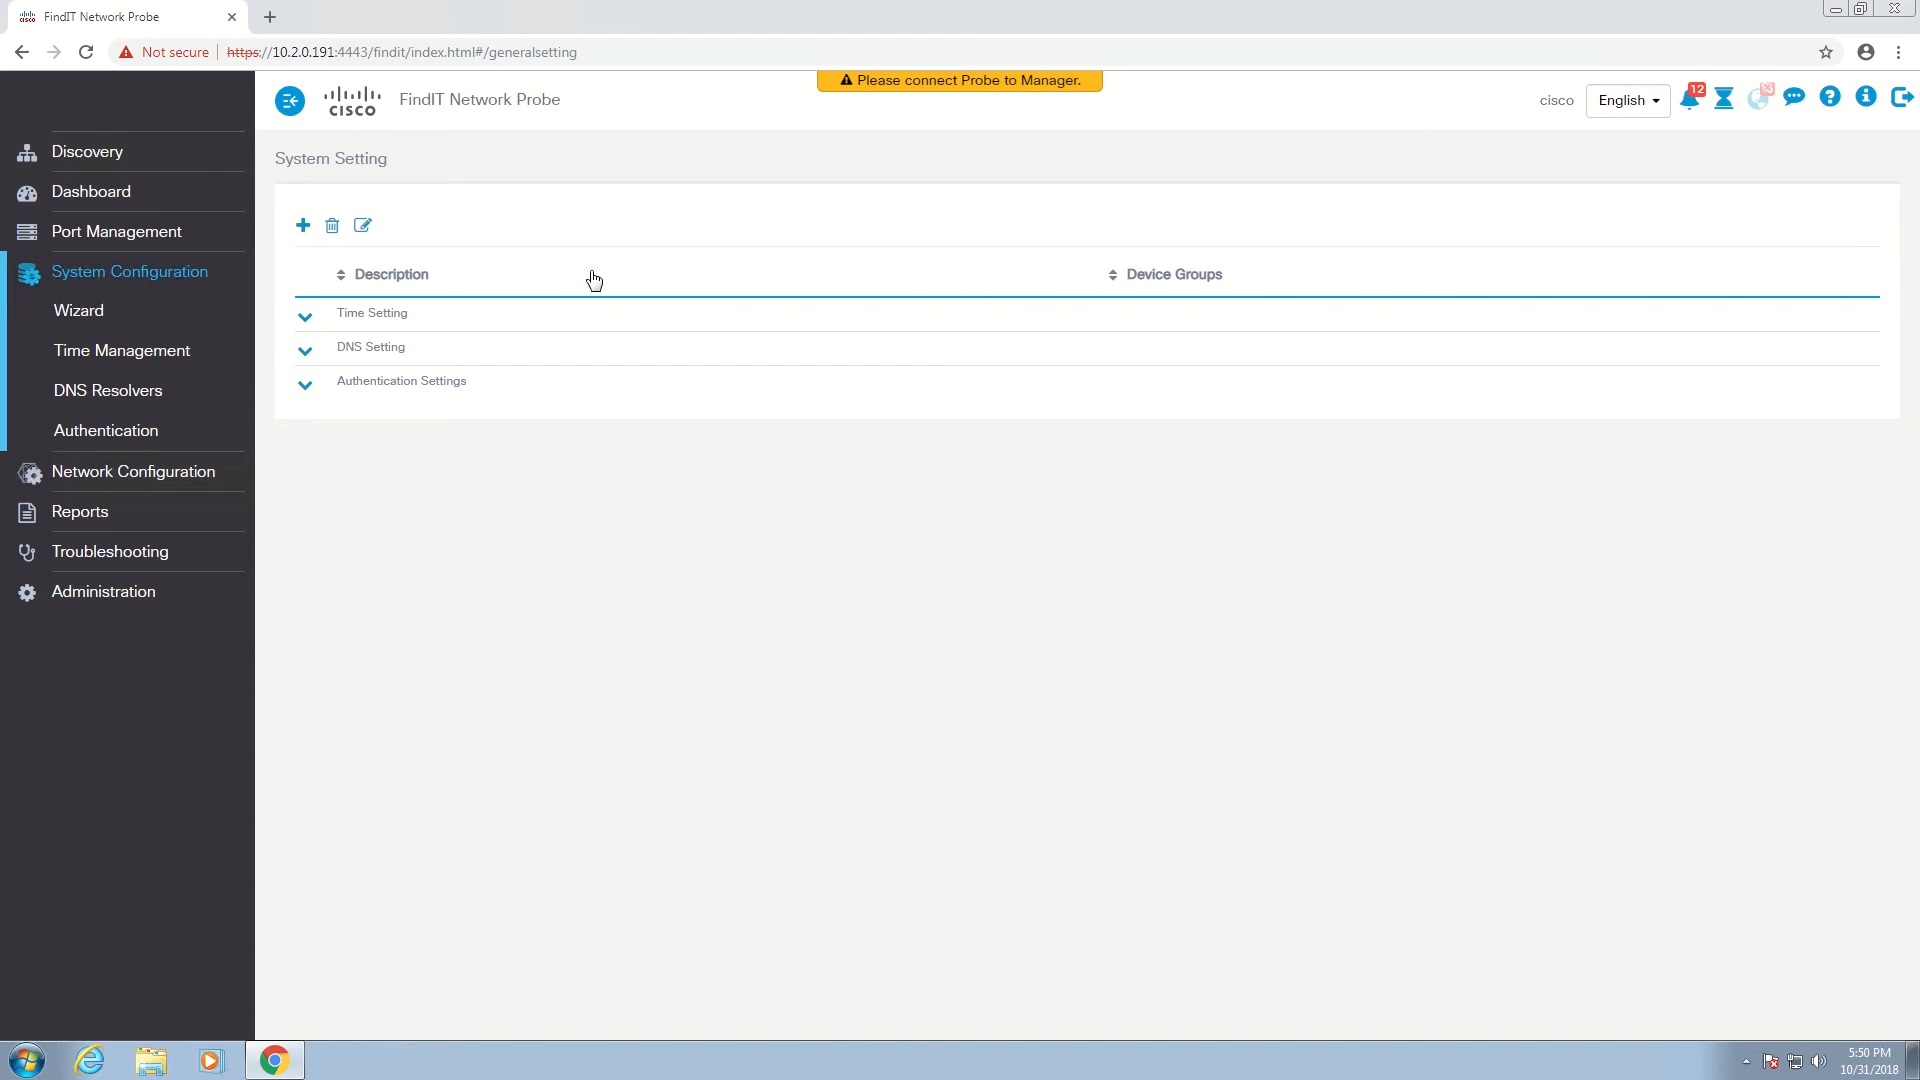 FindIT Network Probe
Not secure
https://10.2.0.191:4443/findit/index.html#/generalsetting
Please connect Probe to Manager.
cisco
FindIT Network Probe
cisco
English
12
Discovery
Dashboard
Port Management
System Configuration
Wizard
Time Management
DNS Resolvers
Authentication
Network Configuration
Reports
Troubleshooting
Administration
System Setting
Description
Device Groups
Time Setting
DNS Setting
Authentication Settings
5:50 PM
10/31/2018